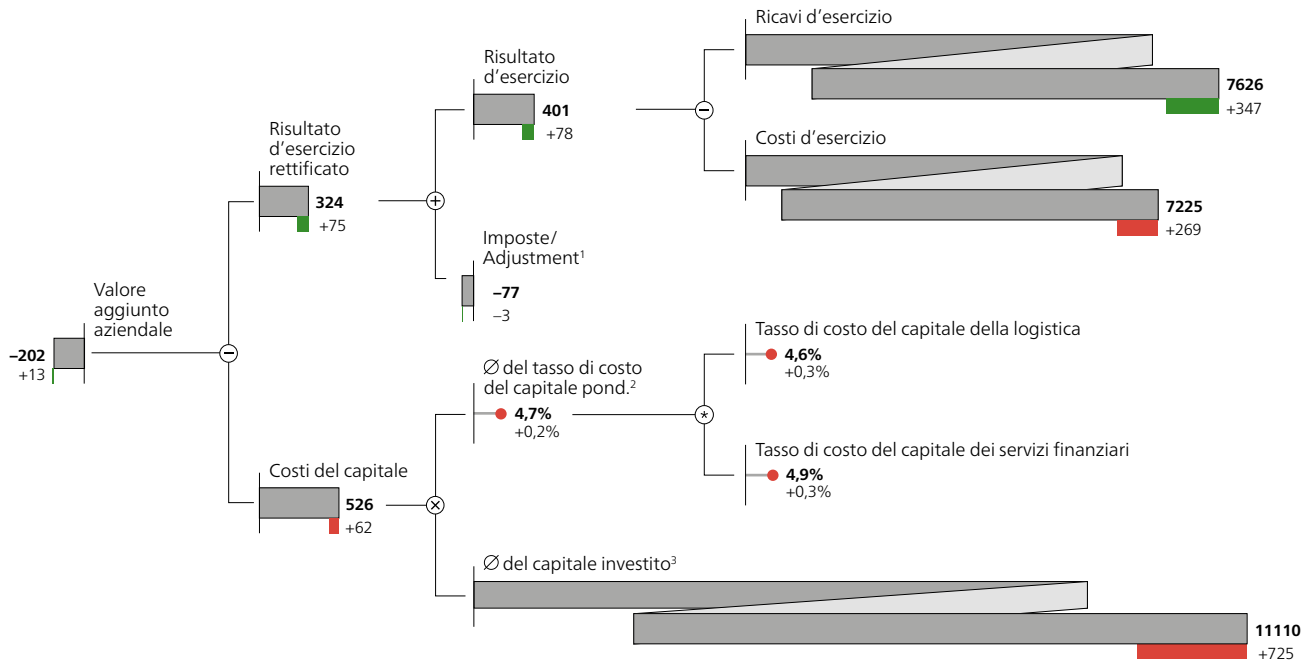 Ricavi d'esercizio
7626
+347
Risultato
d'esercizio
401
+78
−
Costi d'esercizio
7225
+269
Risultato
d'esercizio
rettificato
324
+75
+
Imposte/
Adjustment¹
–77
–3
Valore
aggiunto
aziendale
–202
+13
−
Tasso di costo del capitale della logistica
4,6%
+0,3%
Ø del tasso di costo
del capitale pond.²
4,7%
+0,2%
*
Tasso di costo del capitale dei servizi finanziari
4,9%
+0,3%
Costi del capitale
526
+62
×
Ø del capitale investito³
11110
+725